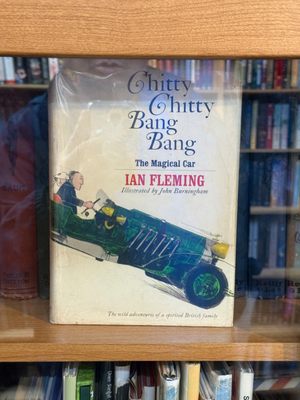 Chitty
Chitty
Bang
Bang
The Magical Car
IAN FLEMING
Illustrated by John Burningham
The wild adventures of a spirited British family